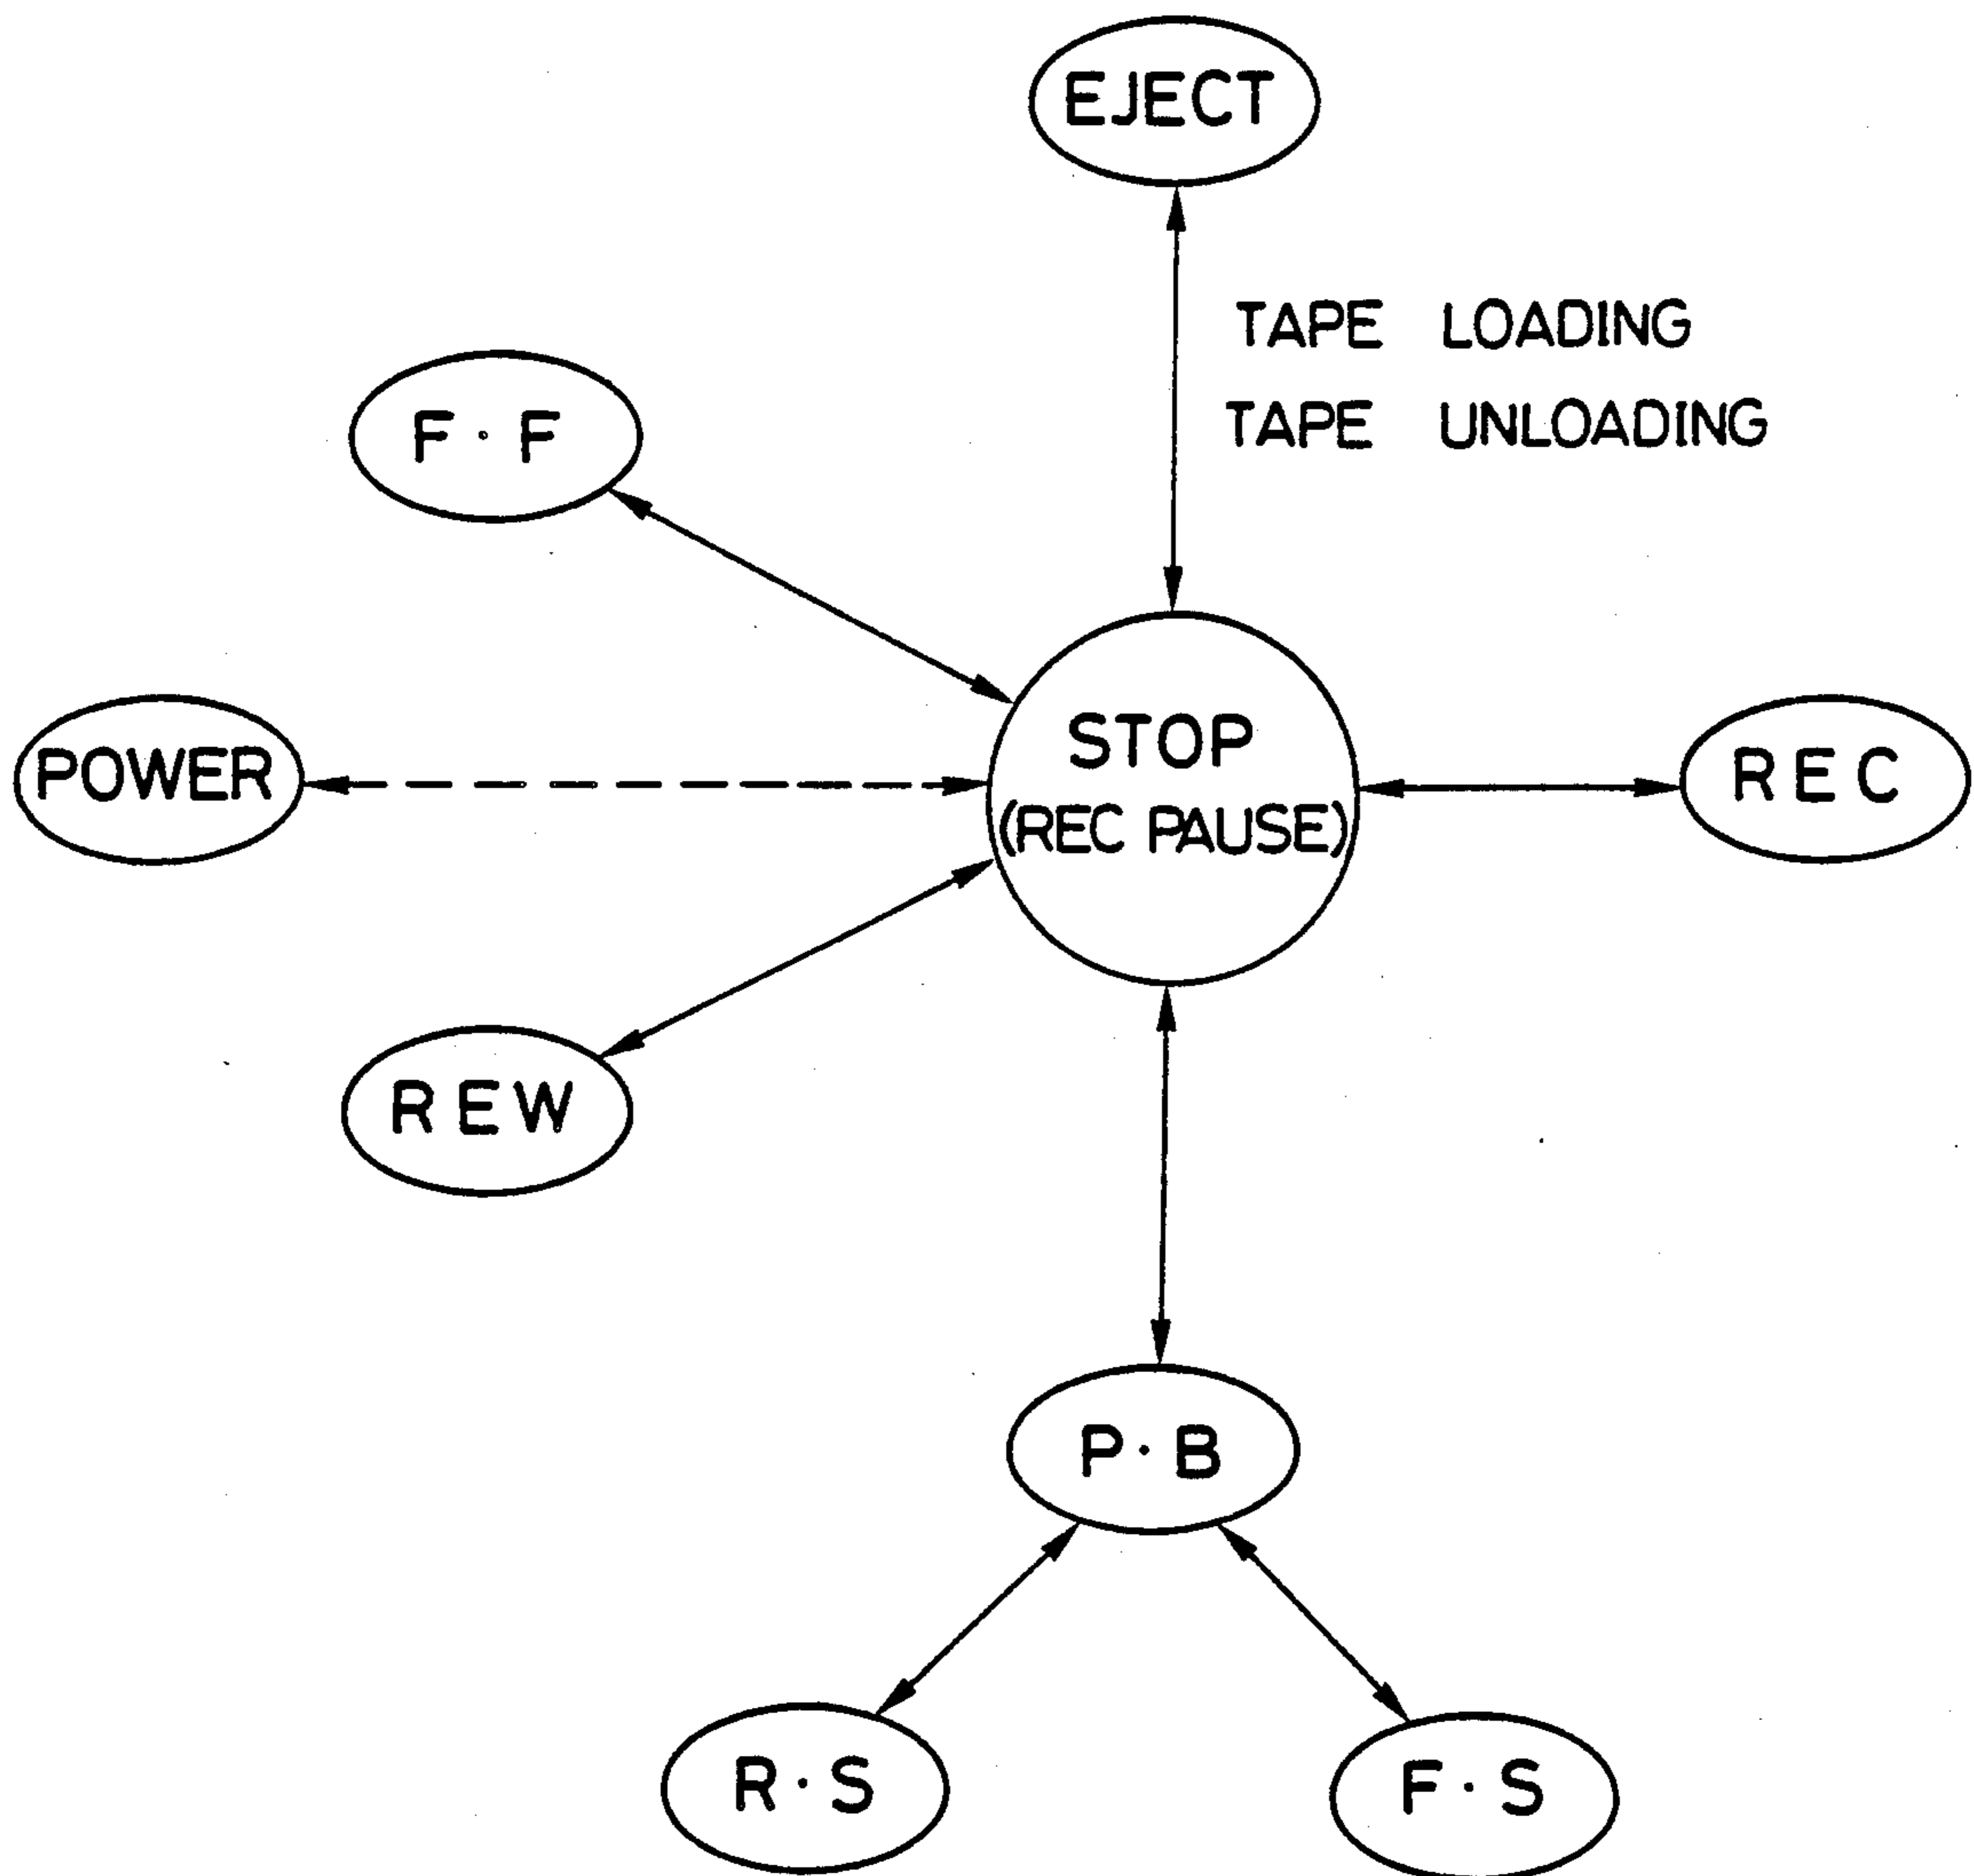 EJECT
TAPE LOADING
TAPE UNLOADING
F·F
STOP
(REC PAUSE)
POWER
REC
REW
P·B
R·S
F·S